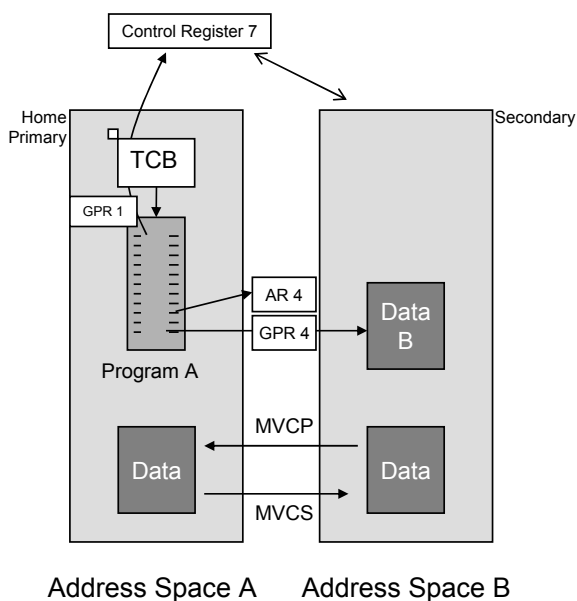 Control Register 7
Home
Primary
Secondary
TCB
GPR 1
AR 4
GPR 4
Data
B
Program A
MVCP
Data
Data
MVCS
Address Space A
Address Space B